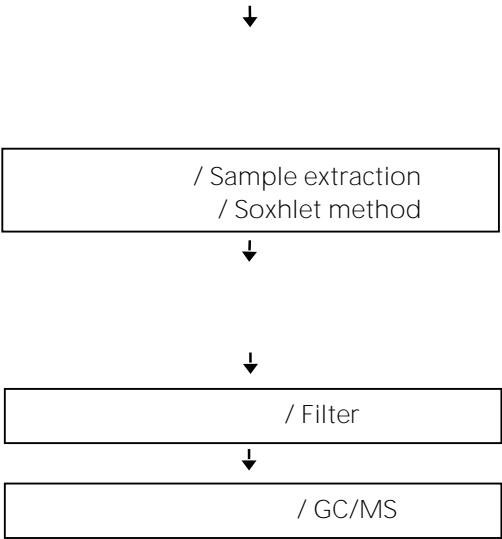 / Sample extraction
/ Soxhlet method
/ Filter
/ GC/MS